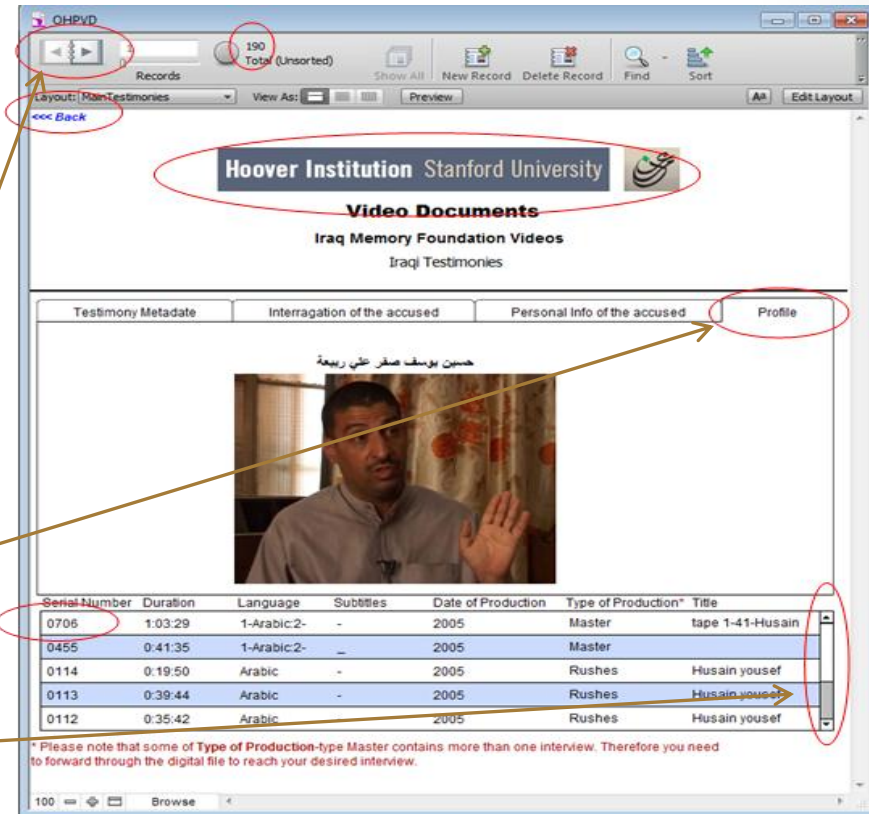 OHPVD
190
Total (Unsorted)
Records
Show All
New Record
Delete Record
Find
Sort
Layout: MainTestimonies
View As:
Preview
Aa
Edit Layout
<<< Back
Hoover Institution Stanford University
Video Documents
Iraq Memory Foundation Videos
Iraqi Testimonies
Testimony Metadate
Interragation of the accused
Personal Info of the accused
Profile
حسين يوسف صفر علي ربيعة
Serial Number Duration Language Subtitles Date of Production Type of Production* Title
0706 1:03:29 1-Arabic:2- - 2005 Master tape 1-41-Husain
0455 0:41:35 1-Arabic:2- _ 2005 Master
0114 0:19:50 Arabic - 2005 Rushes Husain yousef
0113 0:39:44 Arabic - 2005 Rushes Husain yousef
0112 0:35:42 Arabic - 2005 Rushes Husain yousef
* Please note that some of Type of Production-type Master contains more than one interview. Therefore you need
to forward through the digital file to reach your desired interview.
100 Browse